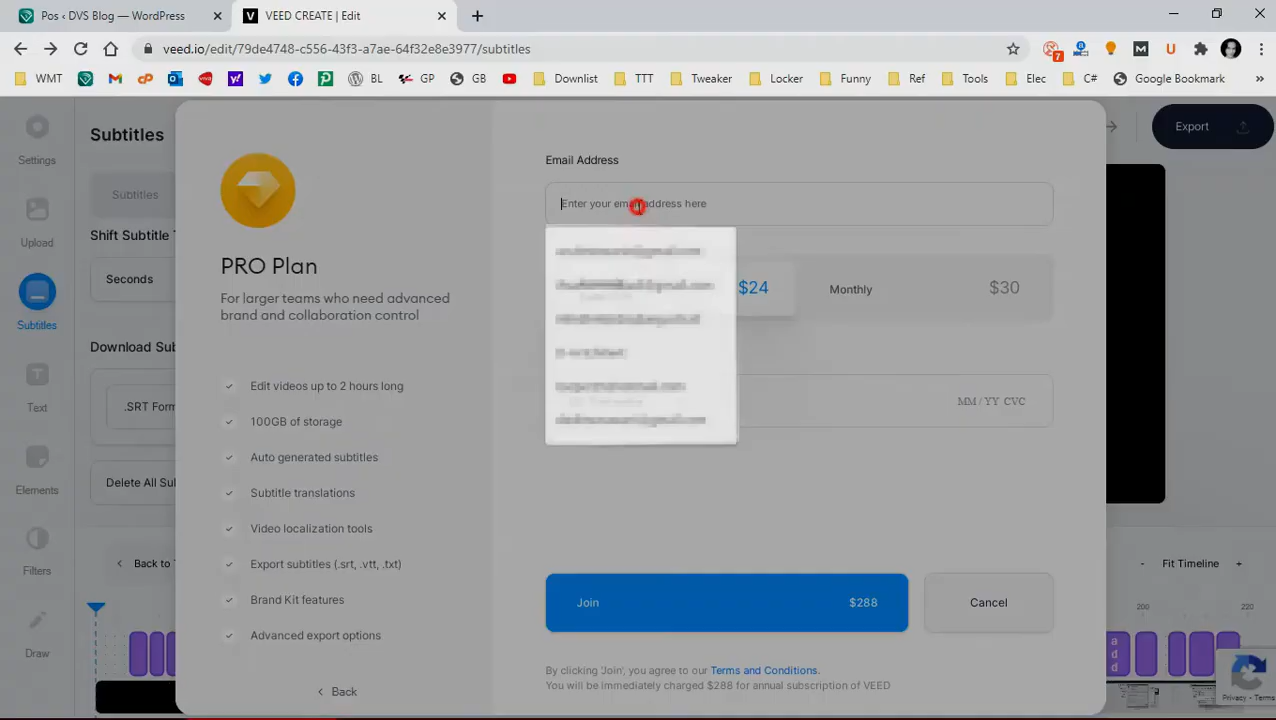 Pos ‹ DVS Blog — WordPress
VEED CREATE | Edit
veed.io/edit/79de4748-c556-43f3-a7ae-64f32e8e3977/subtitles
7
M
U
WMT
BL
GP
GB
Downlist
TTT
Tweaker
Locker
Funny
Ref
Tools
Elec
C#
Google Bookmark
»
Settings
Upload
Subtitles
Text
Elements
Filters
Draw
Subtitles
Subtitles
Shift Subtitle
Seconds
Download
.SRT
Delete All
Back to
PRO Plan
For larger teams who need advanced
brand and collaboration control
Edit videos up to 2 hours long
100GB of storage
Auto generated subtitles
Subtitle translations
Video localization tools
Export subtitles (.srt, .vtt, .txt)
Brand Kit features
Advanced export options
Back
Email Address
Enter your email address here
$24
Monthly
$30
MM / YY CVC
Join
$288
Cancel
By clicking 'Join', you agree to our Terms and Conditions.
You will be immediately charged $288 for annual subscription of VEED
Export
- Fit Timeline +
200
220
a
d
d
Privacy - Terms